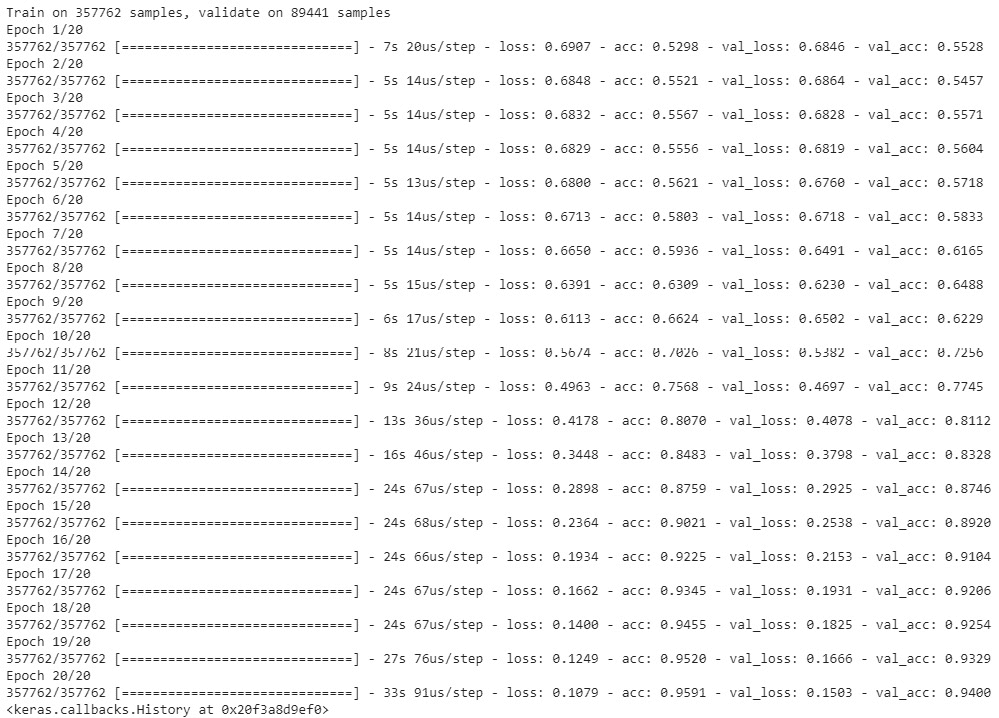 Train on 357762 samples, validate on 89441 samples
Epoch 1/20
357762/357762 [==============================] - 7s 20us/step - loss: 0.6907 - acc: 0.5298 - val_loss: 0.6846 - val_acc: 0.5528
Epoch 2/20
357762/357762 [==============================] - 5s 14us/step - loss: 0.6848 - acc: 0.5521 - val_loss: 0.6864 - val_acc: 0.5457
Epoch 3/20
357762/357762 [==============================] - 5s 14us/step - loss: 0.6832 - acc: 0.5567 - val_loss: 0.6828 - val_acc: 0.5571
Epoch 4/20
357762/357762 [==============================] - 5s 14us/step - loss: 0.6829 - acc: 0.5556 - val_loss: 0.6819 - val_acc: 0.5604
Epoch 5/20
357762/357762 [==============================] - 5s 13us/step - loss: 0.6800 - acc: 0.5621 - val_loss: 0.6760 - val_acc: 0.5718
Epoch 6/20
357762/357762 [==============================] - 5s 14us/step - loss: 0.6713 - acc: 0.5803 - val_loss: 0.6718 - val_acc: 0.5833
Epoch 7/20
357762/357762 [==============================] - 5s 14us/step - loss: 0.6650 - acc: 0.5936 - val_loss: 0.6491 - val_acc: 0.6165
Epoch 8/20
357762/357762 [==============================] - 5s 15us/step - loss: 0.6391 - acc: 0.6309 - val_loss: 0.6230 - val_acc: 0.6488
Epoch 9/20
357762/357762 [==============================] - 6s 17us/step - loss: 0.6113 - acc: 0.6624 - val_loss: 0.6502 - val_acc: 0.6229
Epoch 10/20
357762/357762 [==============================] - 8s 21us/step - loss: 0.5674 - acc: 0.7026 - val_loss: 0.5382 - val_acc: 0.7256
Epoch 11/20
357762/357762 [==============================] - 9s 24us/step - loss: 0.4963 - acc: 0.7568 - val_loss: 0.4697 - val_acc: 0.7745
Epoch 12/20
357762/357762 [==============================] - 13s 36us/step - loss: 0.4178 - acc: 0.8070 - val_loss: 0.4078 - val_acc: 0.8112
Epoch 13/20
357762/357762 [==============================] - 16s 46us/step - loss: 0.3448 - acc: 0.8483 - val_loss: 0.3798 - val_acc: 0.8328
Epoch 14/20
357762/357762 [==============================] - 24s 67us/step - loss: 0.2898 - acc: 0.8759 - val_loss: 0.2925 - val_acc: 0.8746
Epoch 15/20
357762/357762 [==============================] - 24s 68us/step - loss: 0.2364 - acc: 0.9021 - val_loss: 0.2538 - val_acc: 0.8920
Epoch 16/20
357762/357762 [==============================] - 24s 66us/step - loss: 0.1934 - acc: 0.9225 - val_loss: 0.2153 - val_acc: 0.9104
Epoch 17/20
357762/357762 [==============================] - 24s 67us/step - loss: 0.1662 - acc: 0.9345 - val_loss: 0.1931 - val_acc: 0.9206
Epoch 18/20
357762/357762 [==============================] - 24s 67us/step - loss: 0.1400 - acc: 0.9455 - val_loss: 0.1825 - val_acc: 0.9254
Epoch 19/20
357762/357762 [==============================] - 27s 76us/step - loss: 0.1249 - acc: 0.9520 - val_loss: 0.1666 - val_acc: 0.9329
Epoch 20/20
357762/357762 [==============================] - 33s 91us/step - loss: 0.1079 - acc: 0.9591 - val_loss: 0.1503 - val_acc: 0.9400
<keras.callbacks.History at 0x20f3a8d9ef0>